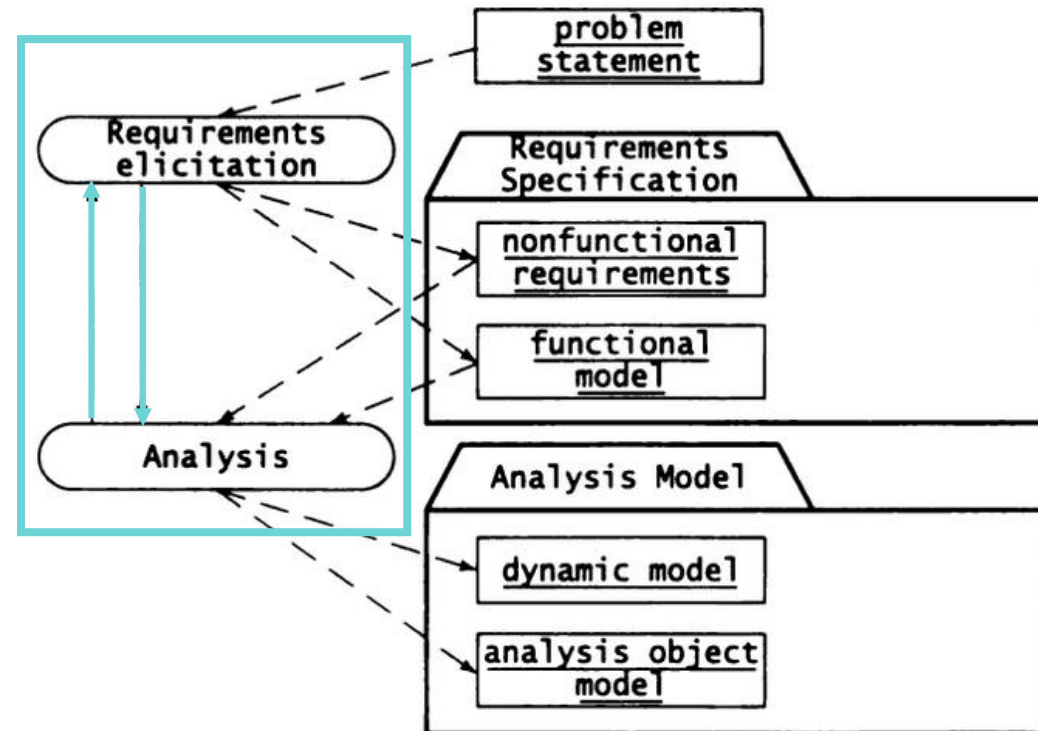 problem
statement
Requirements
elicitation
Requirements
Specification
nonfunctional
requirements
functional
model
Analysis
Analysis Model
dynamic model
analysis object
model